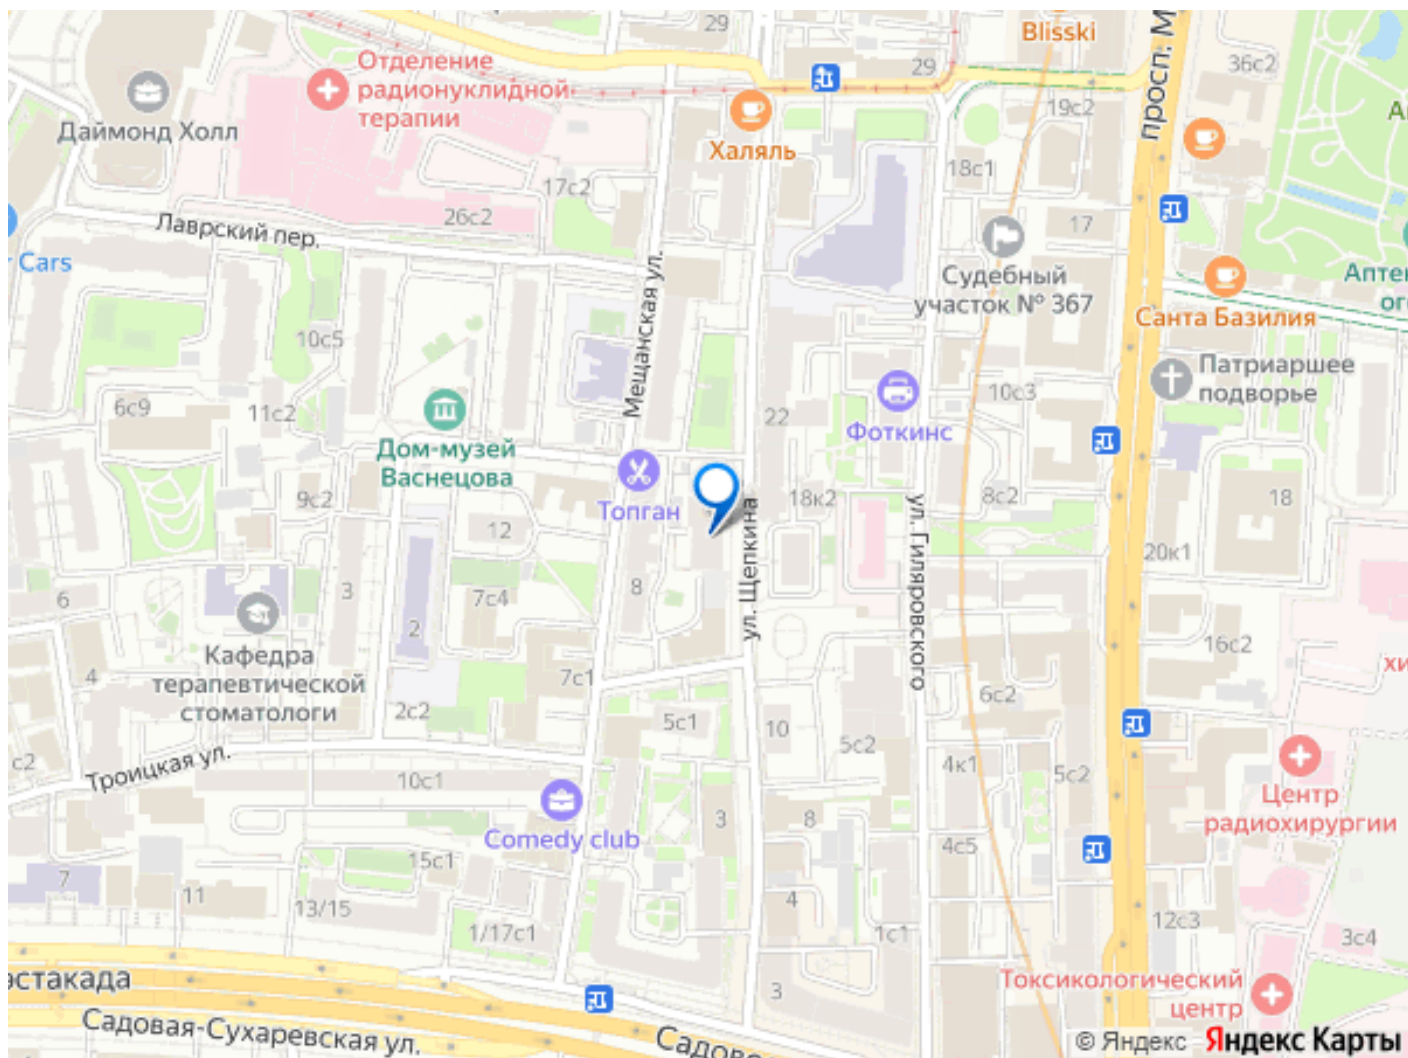 29
Blisski
просп. М
36с2
Отделение
радионуклидной
терапии
29
19с2
Даймонд Холл
Халяль
18с1
17с2
26с2
17
Лаврский пер.
r Cars
Судебный
участок № 367
Апте
ог
Санта Базилия
Мещанская ул.
10с5
Патриаршее
подворье
10с3
6с9
11с2
22
Фоткинс
Дом-музей
Васнецова
9с2
Топган
18к2
8с2
18
12
ул. Щепкина
ул. Гиляровского
20к1
3
7с4
8
6
2
16с2
Кафедра
терапевтической
стоматологи
4
7с1
6с2
хи
2с2
5с1
10
5с2
с2
Троицкая ул.
10с1
4к1
5с2
Центр
радиохирургии
Comedy club
3
8
4с5
15с1
7
11
13/15
4
12с3
1/17с1
1с1
3с4
эстакада
3
Токсикологический
центр
Садовая-Сухаревская ул.
Садово
© Яндекс Яндекс Карты